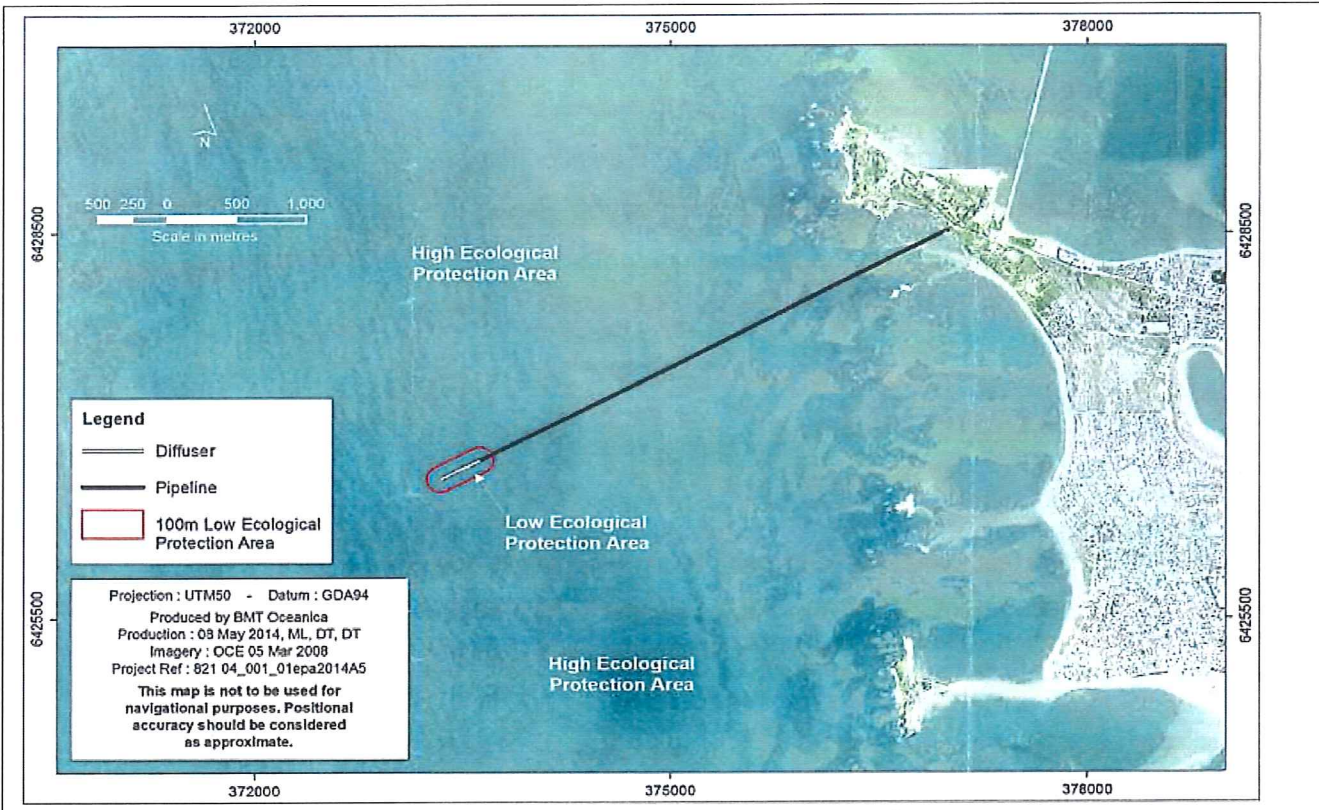 372000
375000
378000
N
500 250 0 500 1,000
Scale in metres
6428500
6428500
High Ecological
Protection Area
Legend
Diffuser
Pipeline
100m Low Ecological
Protection Area
Low Ecological
Protection Area
Projection : UTM50 - Datum : GDA94
Produced by BMT Oceanica
Production : 08 May 2014, ML, DT, DT
Imagery : OCE 05 Mar 2008
Project Ref : 821 04_001_01epa2014A5
This map is not to be used for
navigational purposes. Positional
accuracy should be considered
as approximate.
6425500
6425500
High Ecological
Protection Area
372000
375000
378000